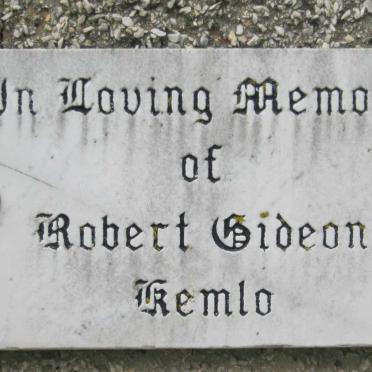 In Loving Memo
of
Robert Gideon
Kemlo